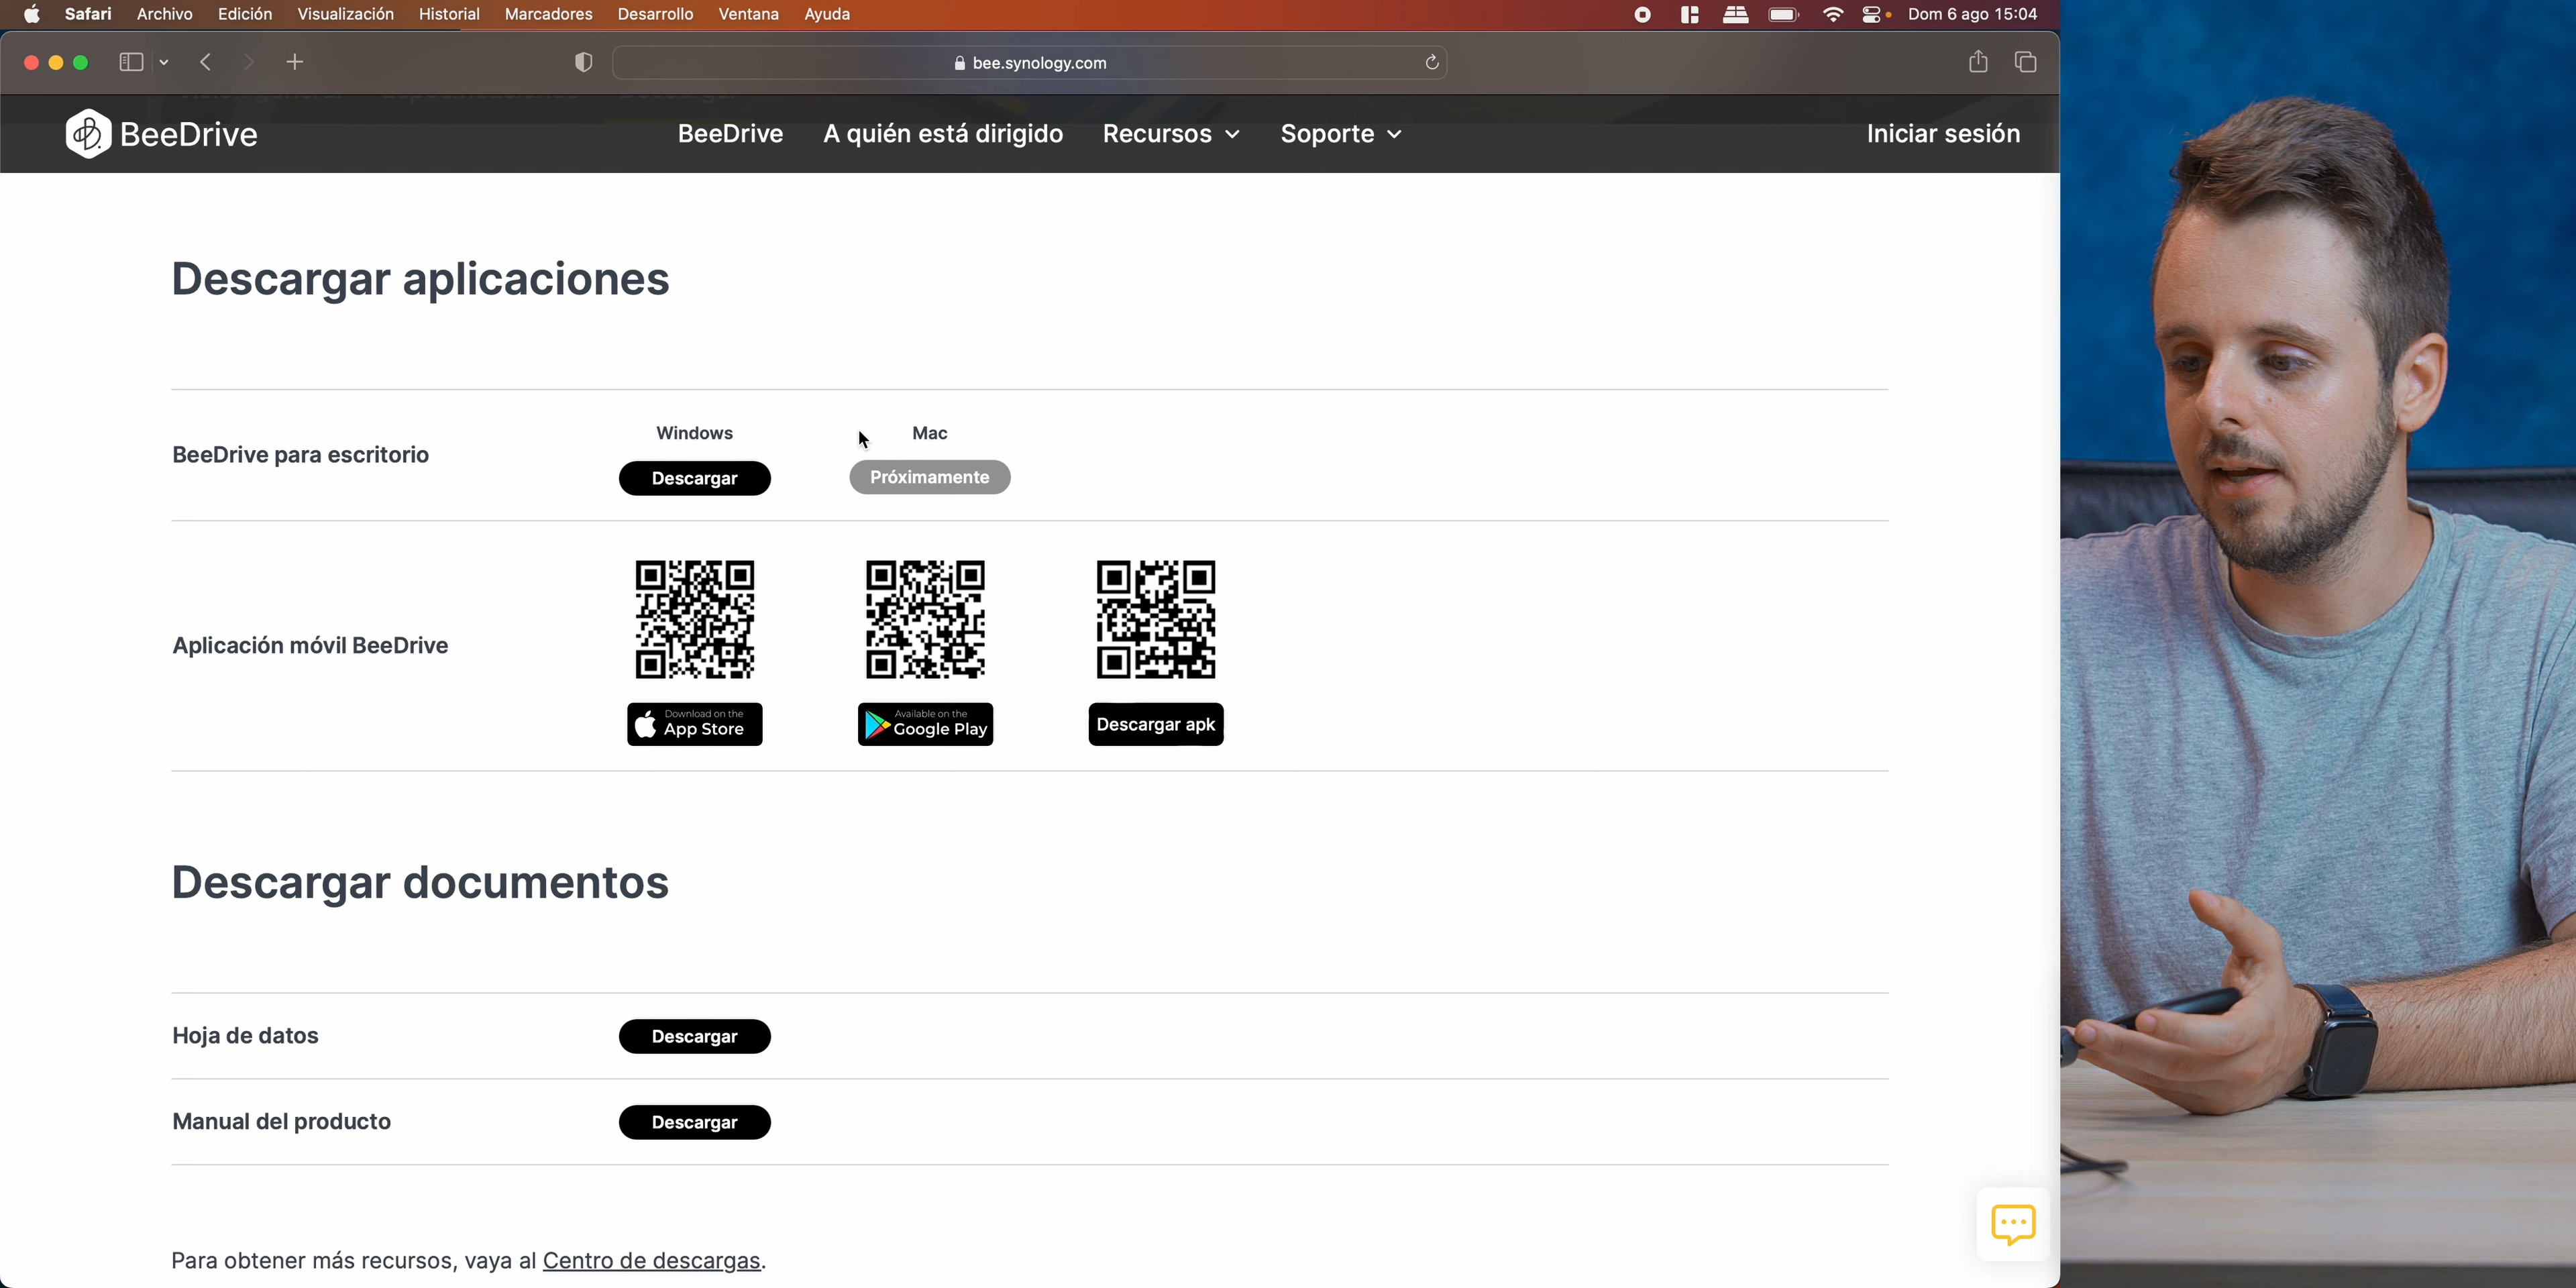 Safari Archivo Edición Visualización Historial Marcadores Desarrollo Ventana Ayuda Dom 6 ago 15:04
bee.synology.com
BeeDrive BeeDrive A quién está dirigido Recursos Soporte Iniciar sesión
Descargar aplicaciones
Windows Mac
BeeDrive para escritorio
Descargar Próximamente
Aplicación móvil BeeDrive
Download on the
App Store
Available on the
Google Play
Descargar apk
Descargar documentos
Hoja de datos Descargar
Manual del producto Descargar
Para obtener más recursos, vaya al Centro de descargas.